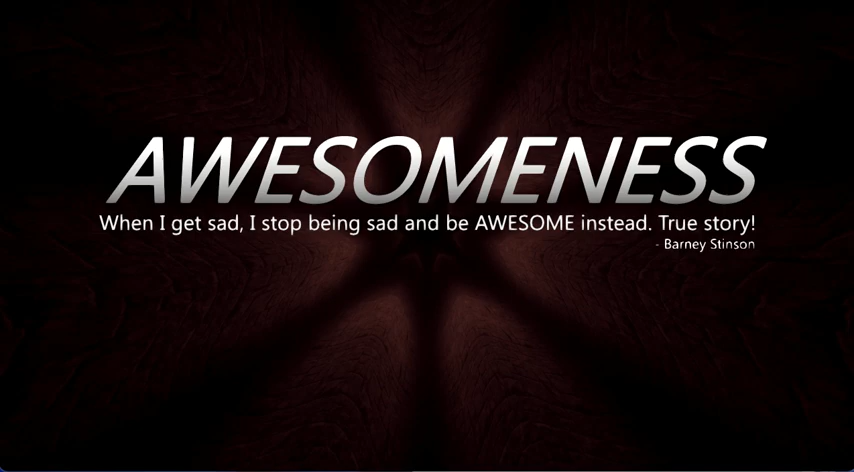 AWESOMENESS
When I get sad, I stop being sad and be AWESOME instead. True story!
- Barney Stinson